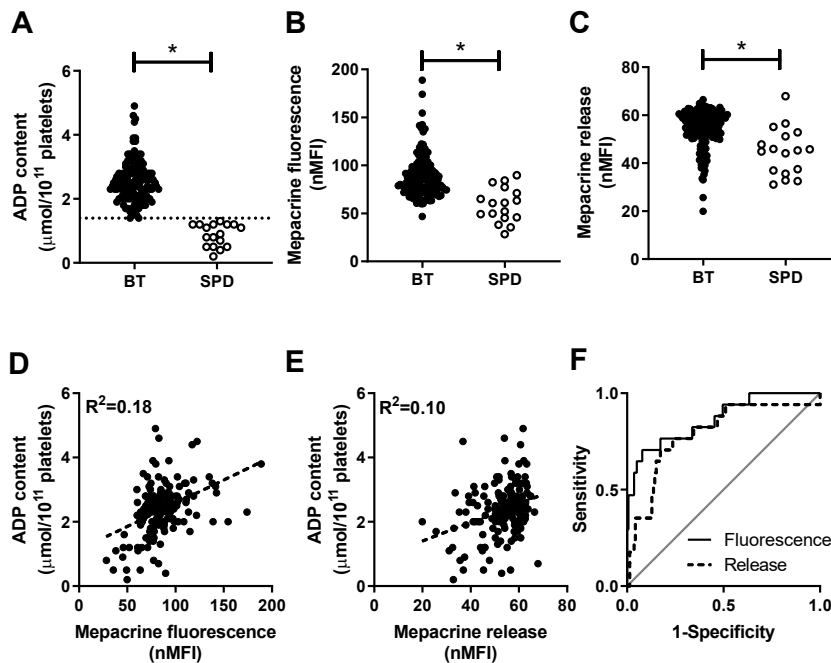 A
B
C
*
*
*
ADP content
(μmol/10¹¹ platelets)
6
4
2
0
BT
SPD
Mepacrine fluorescence
(nMFI)
200
150
100
50
0
BT
SPD
Mepacrine release
(nMFI)
80
60
40
20
0
BT
SPD
D
E
F
ADP content
(μmol/10¹¹ platelets)
R²=0.18
6
4
2
0
0
50
100
150
200
Mepacrine fluorescence
(nMFI)
ADP content
(μmol/10¹¹ platelets)
R²=0.10
6
4
2
0
0
20
40
60
80
Mepacrine release
(nMFI)
Sensitivity
1.0
0.5
0.0
Fluorescence
Release
0.0
0.5
1.0
1-Specificity